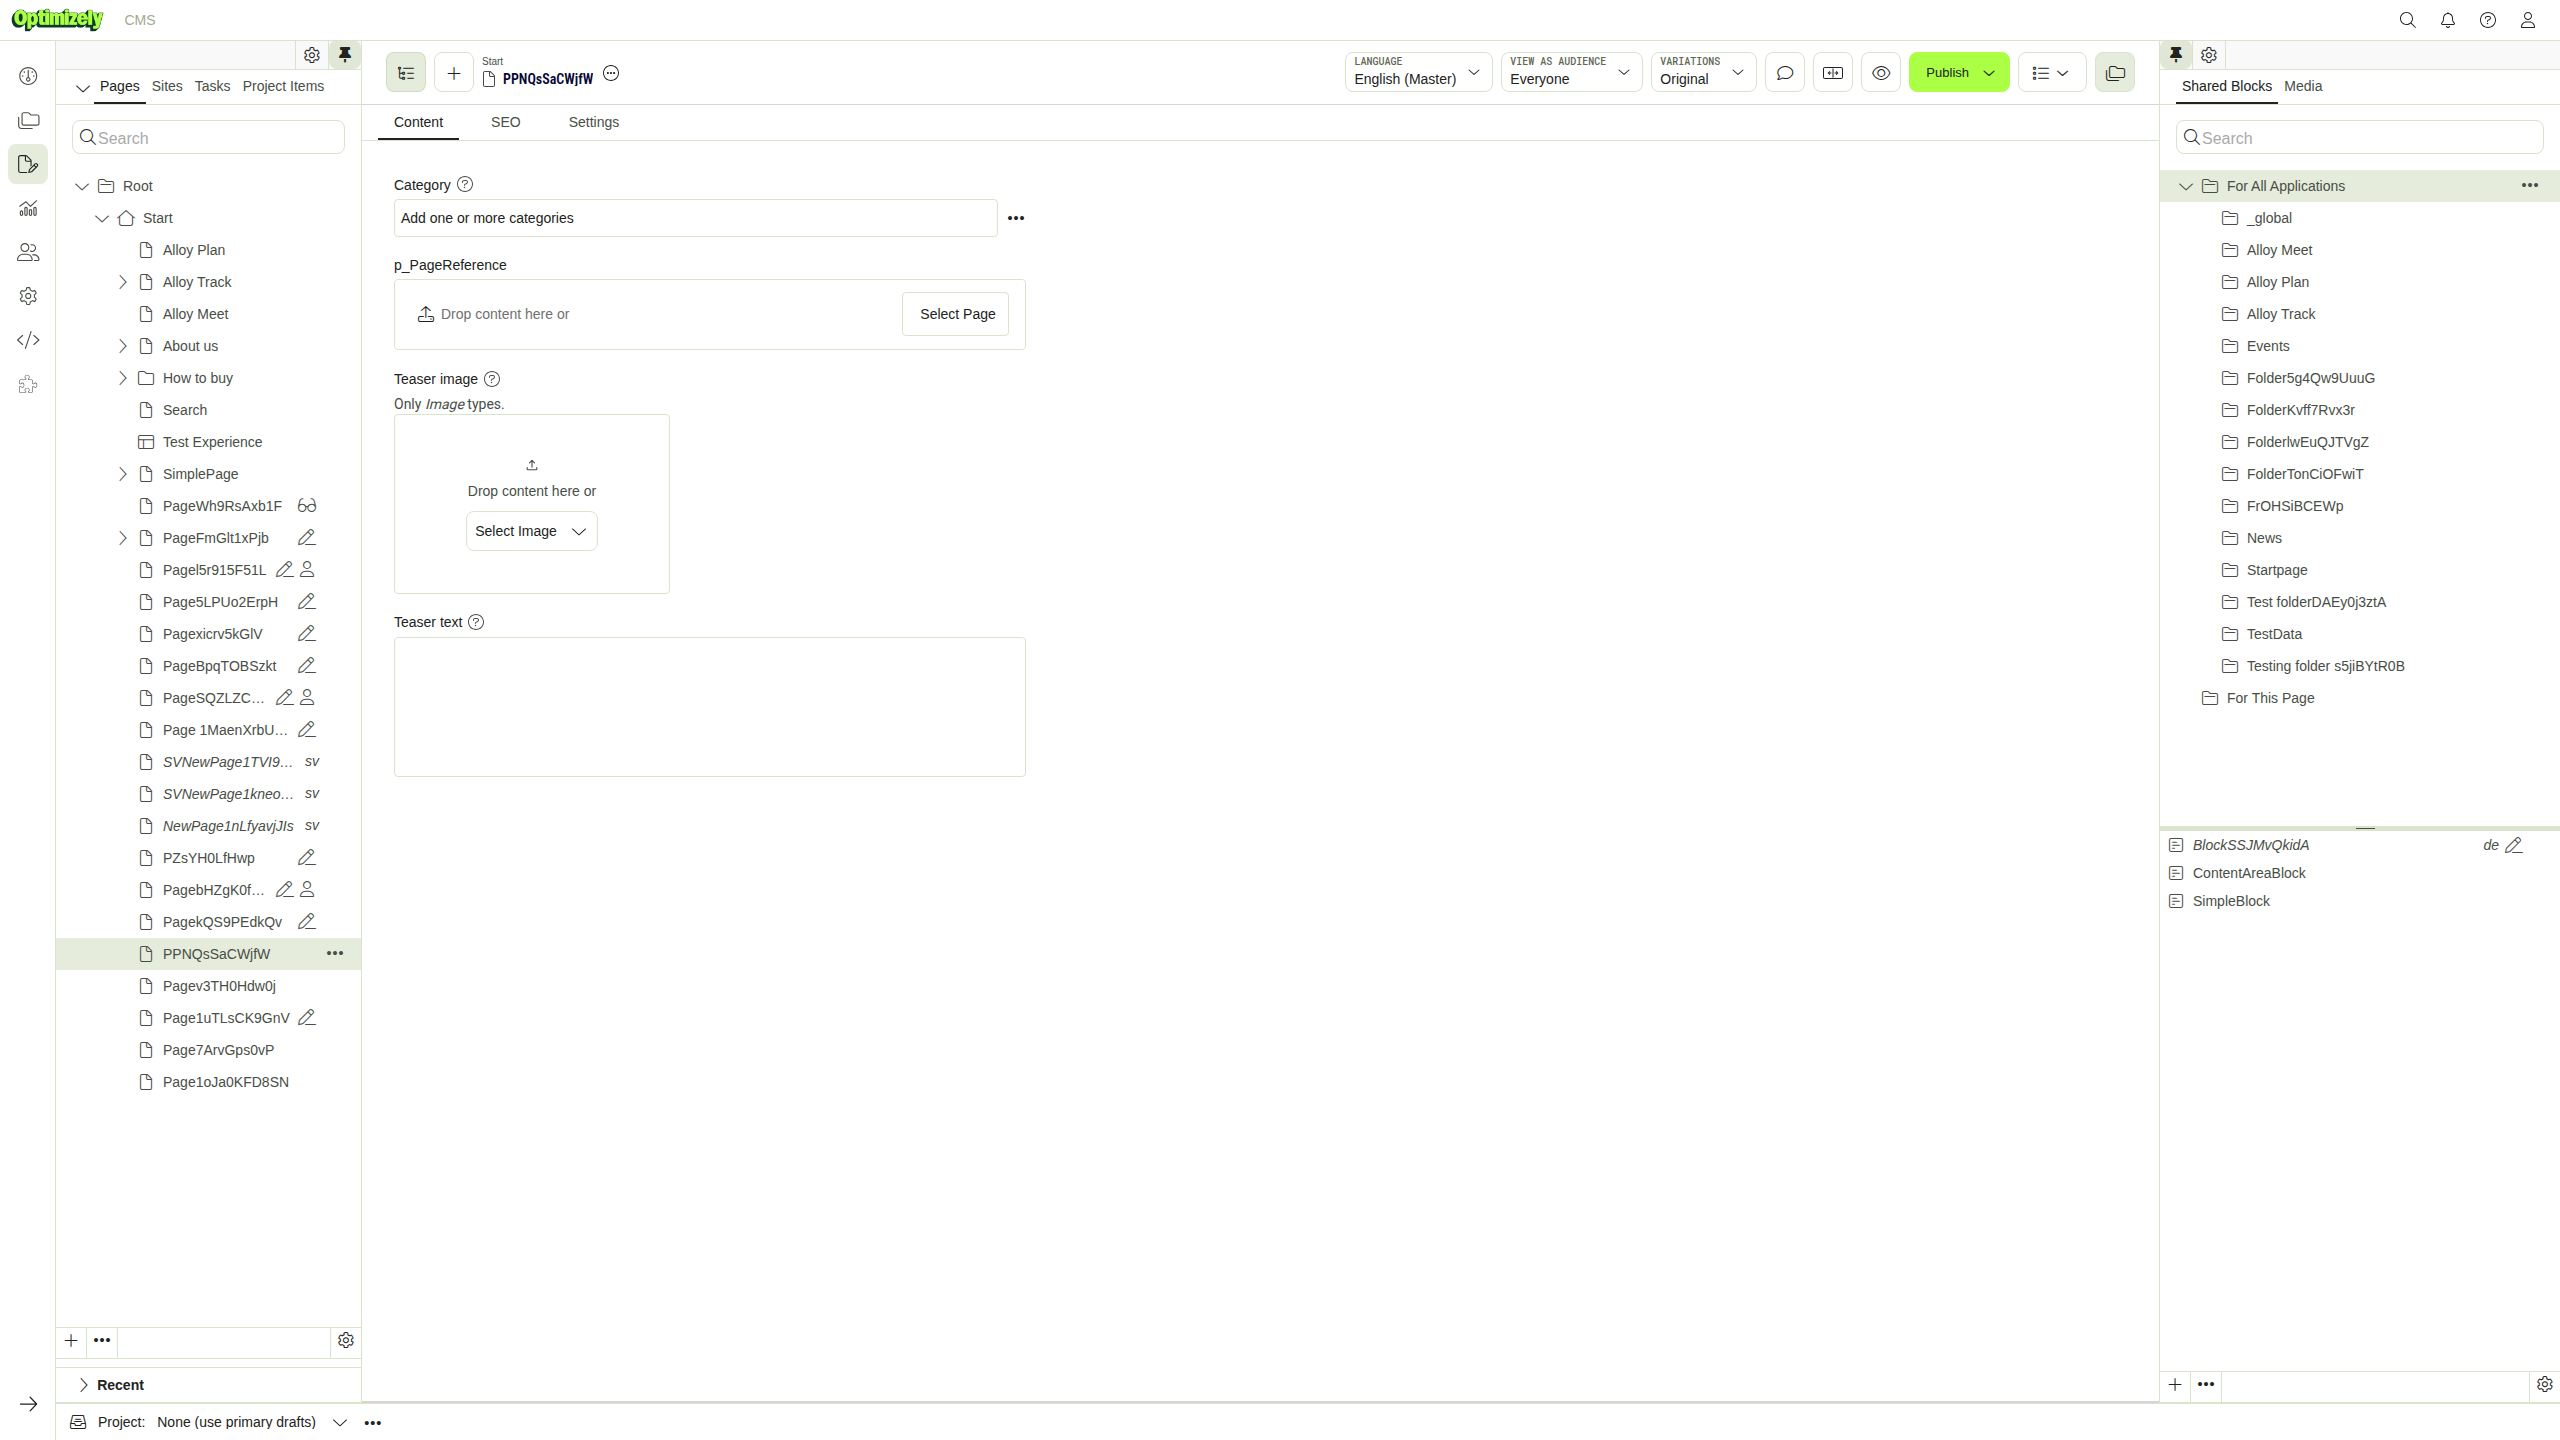 Optimizely CMS
Pages Sites Tasks Project Items
Search
Root
Start
Alloy Plan
Alloy Track
Alloy Meet
About us
How to buy
Search
Test Experience
SimplePage
PageWh9RsAxb1F
PageFmGlt1xPjb
Pagel5r915F51L
Page5LPUo2ErpH
Pagexicrv5kGlV
PageBpqTOBSzkt
PageSQZLZC...
Page 1MaenXrbU...
SVNewPage1TVI9... sv
SVNewPage1kneo... sv
NewPage1nLfyavjJIs sv
PZsYH0LfHwp
PagebHZgK0f...
PagekQS9PEdkQv
PPNQsSaCWjfW
Pagev3TH0Hdw0j
Page1uTLsCK9GnV
Page7ArvGps0vP
Page1oJa0KFD8SN
Recent
Project: None (use primary drafts)
Start
PPNQsSaCWjfW
LANGUAGE
English (Master)
VIEW AS AUDIENCE
Everyone
VARIATIONS
Original
Publish
Content SEO Settings
Category
Add one or more categories
p_PageReference
Drop content here or Select Page
Teaser image
Only Image types.
Drop content here or
Select Image
Teaser text
Shared Blocks Media
Search
For All Applications
_global
Alloy Meet
Alloy Plan
Alloy Track
Events
Folder5g4Qw9UuuG
FolderKvff7Rvx3r
FolderlwEuQJTVgZ
FolderTonCiOFwiT
FrOHSiBCEWp
News
Startpage
Test folderDAEy0j3ztA
TestData
Testing folder s5jiBYtR0B
For This Page
BlockSSJMvQkidA de
ContentAreaBlock
SimpleBlock